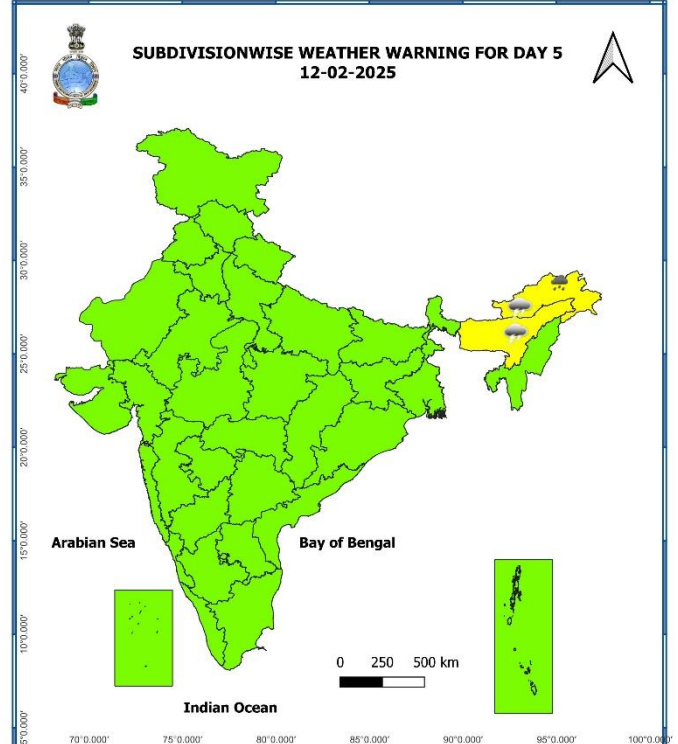 SUBDIVISIONWISE WEATHER WARNING FOR DAY 5
12-02-2025
40°0.000'
35°0.000'
30°0.000'
25°0.000'
20°0.000'
15°0.000'
10°0.000'
5°0.000'
Arabian Sea
Bay of Bengal
0 250 500 km
Indian Ocean
70°0.000' 75°0.000' 80°0.000' 85°0.000' 90°0.000' 95°0.000' 100°0.000'